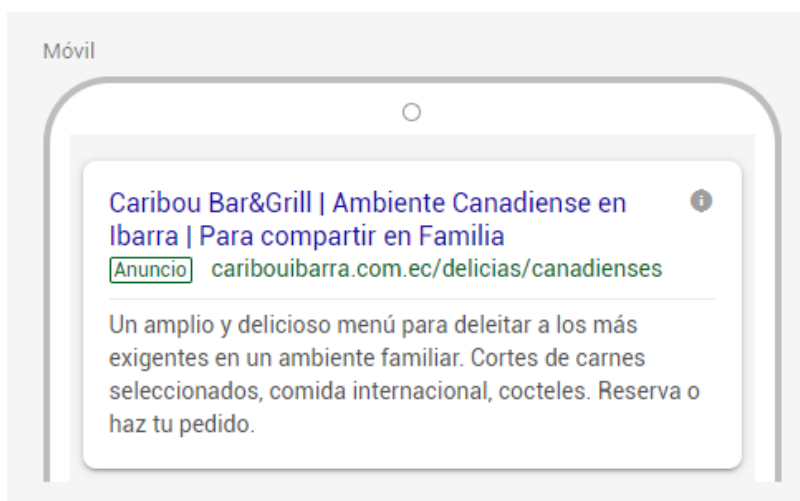 Móvil
Caribou Bar&Grill | Ambiente Canadiense en
Ibarra | Para compartir en Familia
Anuncio caribouibarra.com.ec/delicias/canadienses
Un amplio y delicioso menú para deleitar a los más
exigentes en un ambiente familiar. Cortes de carnes
seleccionados, comida internacional, cocteles. Reserva o
haz tu pedido.